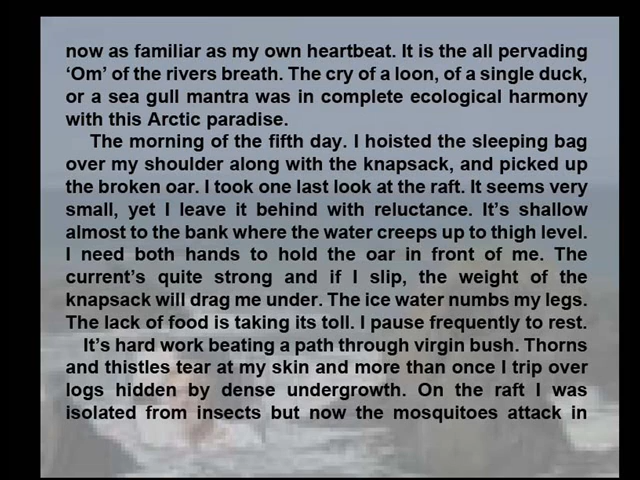 now as familiar as my own heartbeat. It is the all pervading
‘Om’ of the rivers breath. The cry of a loon, of a single duck,
or a sea gull mantra was in complete ecological harmony
with this Arctic paradise.
The morning of the fifth day. I hoisted the sleeping bag
over my shoulder along with the knapsack, and picked up
the broken oar. I took one last look at the raft. It seems very
small, yet I leave it behind with reluctance. It’s shallow
almost to the bank where the water creeps up to thigh level.
I need both hands to hold the oar in front of me. The
current’s quite strong and if I slip, the weight of the
knapsack will drag me under. The ice water numbs my legs.
The lack of food is taking its toll. I pause frequently to rest.
It’s hard work beating a path through virgin bush. Thorns
and thistles tear at my skin and more than once I trip over
logs hidden by dense undergrowth. On the raft I was
isolated from insects but now the mosquitoes attack in